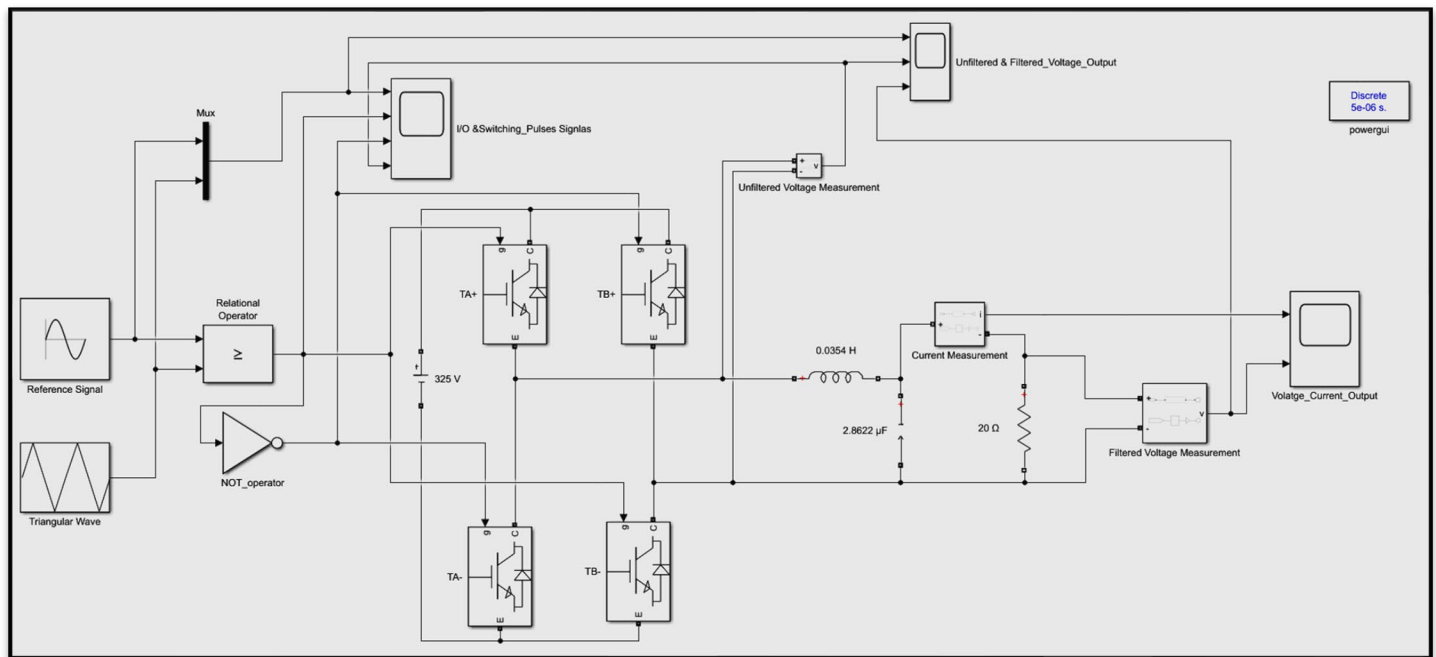 Unfiltered & Filtered_Voltage_Output
Discrete
5e-06 s.
powergui
Mux
I/O &Switching_Pulses Signlas
+
-
v
Unfiltered Voltage Measurement
g
C
TA+
E
g
C
TB+
E
Reference Signal
Relational
Operator
≥
325 V
+
0.0354 H
+
i
-
Current Measurement
Volatge_Current_Output
+
2.8622 µF
+
20 Ω
+
-
v
Filtered Voltage Measurement
NOT_operator
Triangular Wave
g
C
TA-
E
g
C
TB-
E